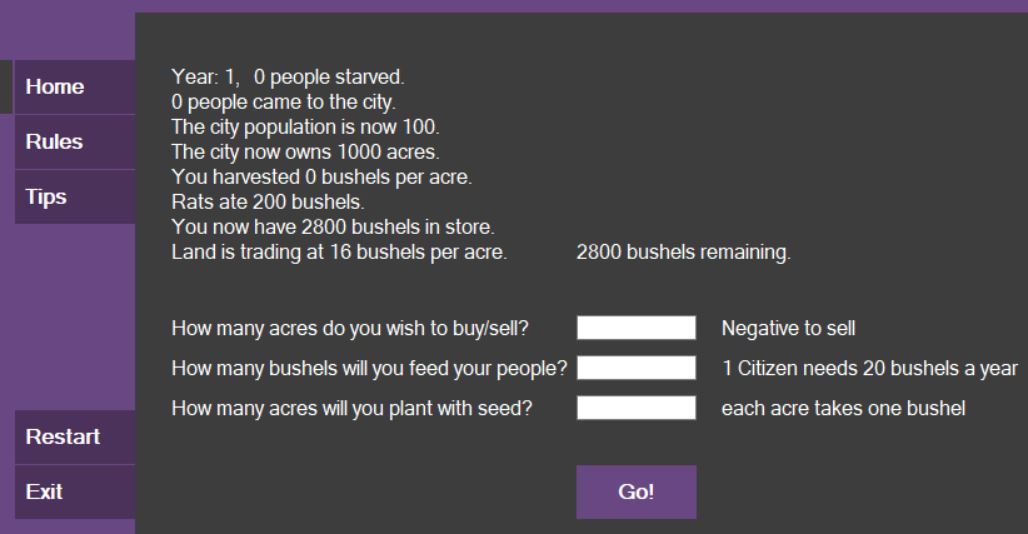 Home
Rules
Tips
Restart
Exit
Year: 1, 0 people starved.
0 people came to the city.
The city population is now 100.
The city now owns 1000 acres.
You harvested 0 bushels per acre.
Rats ate 200 bushels.
You now have 2800 bushels in store.
Land is trading at 16 bushels per acre. 2800 bushels remaining.
How many acres do you wish to buy/sell? Negative to sell
How many bushels will you feed your people? 1 Citizen needs 20 bushels a year
How many acres will you plant with seed? each acre takes one bushel
Go!